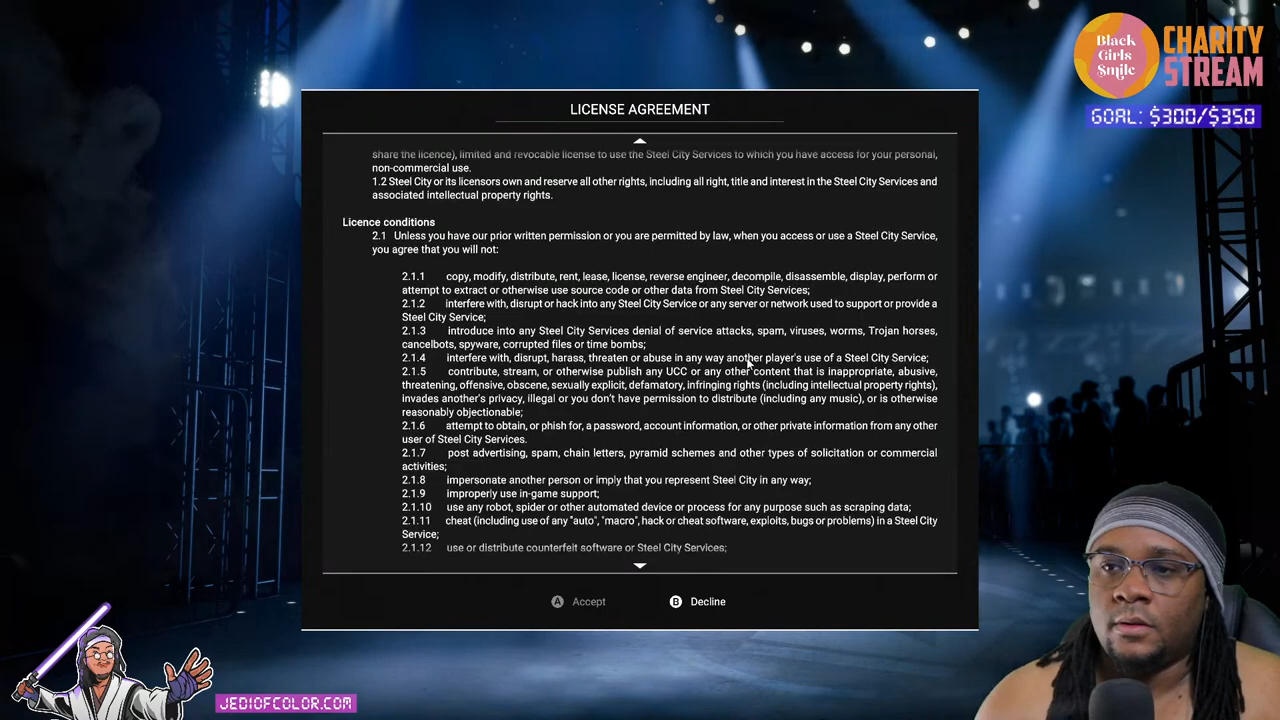 Black
Girls
Smile
CHARITY
STREAM
GOAL: $300/$350
LICENSE AGREEMENT
share the licence), limited and revocable license to use the Steel City Services to which you have access for your personal,
non-commercial use.
1.2 Steel City or its licensors own and reserve all other rights, including all right, title and interest in the Steel City Services and
associated intellectual property rights.
Licence conditions
2.1 Unless you have our prior written permission or you are permitted by law, when you access or use a Steel City Service,
you agree that you will not:
2.1.1 copy, modify, distribute, rent, lease, license, reverse engineer, decompile, disassemble, display, perform or
attempt to extract or otherwise use source code or other data from Steel City Services;
2.1.2 interfere with, disrupt or hack into any Steel City Service or any server or network used to support or provide a
Steel City Service;
2.1.3 introduce into any Steel City Services denial of service attacks, spam, viruses, worms, Trojan horses,
cancelbots, spyware, corrupted files or time bombs;
2.1.4 interfere with, disrupt, harass, threaten or abuse in any way another player's use of a Steel City Service;
2.1.5 contribute, stream, or otherwise publish any UCC or any other content that is inappropriate, abusive,
threatening, offensive, obscene, sexually explicit, defamatory, infringing rights (including intellectual property rights),
invades another's privacy, illegal or you don't have permission to distribute (including any music), or is otherwise
reasonably objectionable;
2.1.6 attempt to obtain, or phish for, a password, account information, or other private information from any other
user of Steel City Services.
2.1.7 post advertising, spam, chain letters, pyramid schemes and other types of solicitation or commercial
activities;
2.1.8 impersonate another person or imply that you represent Steel City in any way;
2.1.9 improperly use in-game support;
2.1.10 use any robot, spider or other automated device or process for any purpose such as scraping data;
2.1.11 cheat (including use of any "auto", "macro", hack or cheat software, exploits, bugs or problems) in a Steel City
Service;
2.1.12 use or distribute counterfeit software or Steel City Services;
A Accept
B Decline
JEDIOFCOLOR.COM